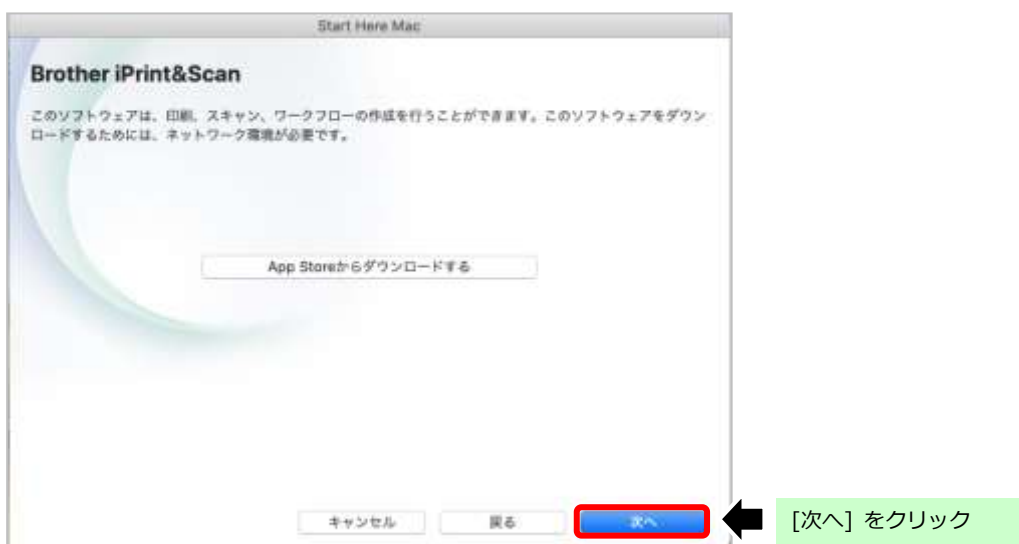 Start Here Mac
Brother iPrint&Scan
このソフトウェアは、印刷、スキャン、ワークフローの作成を行うことができます。このソフトウェアをダウン
ロードするためには、ネットワーク環境が必要です。
App Storeからダウンロードする
キャンセル
戻る
次へ
[次へ] をクリック